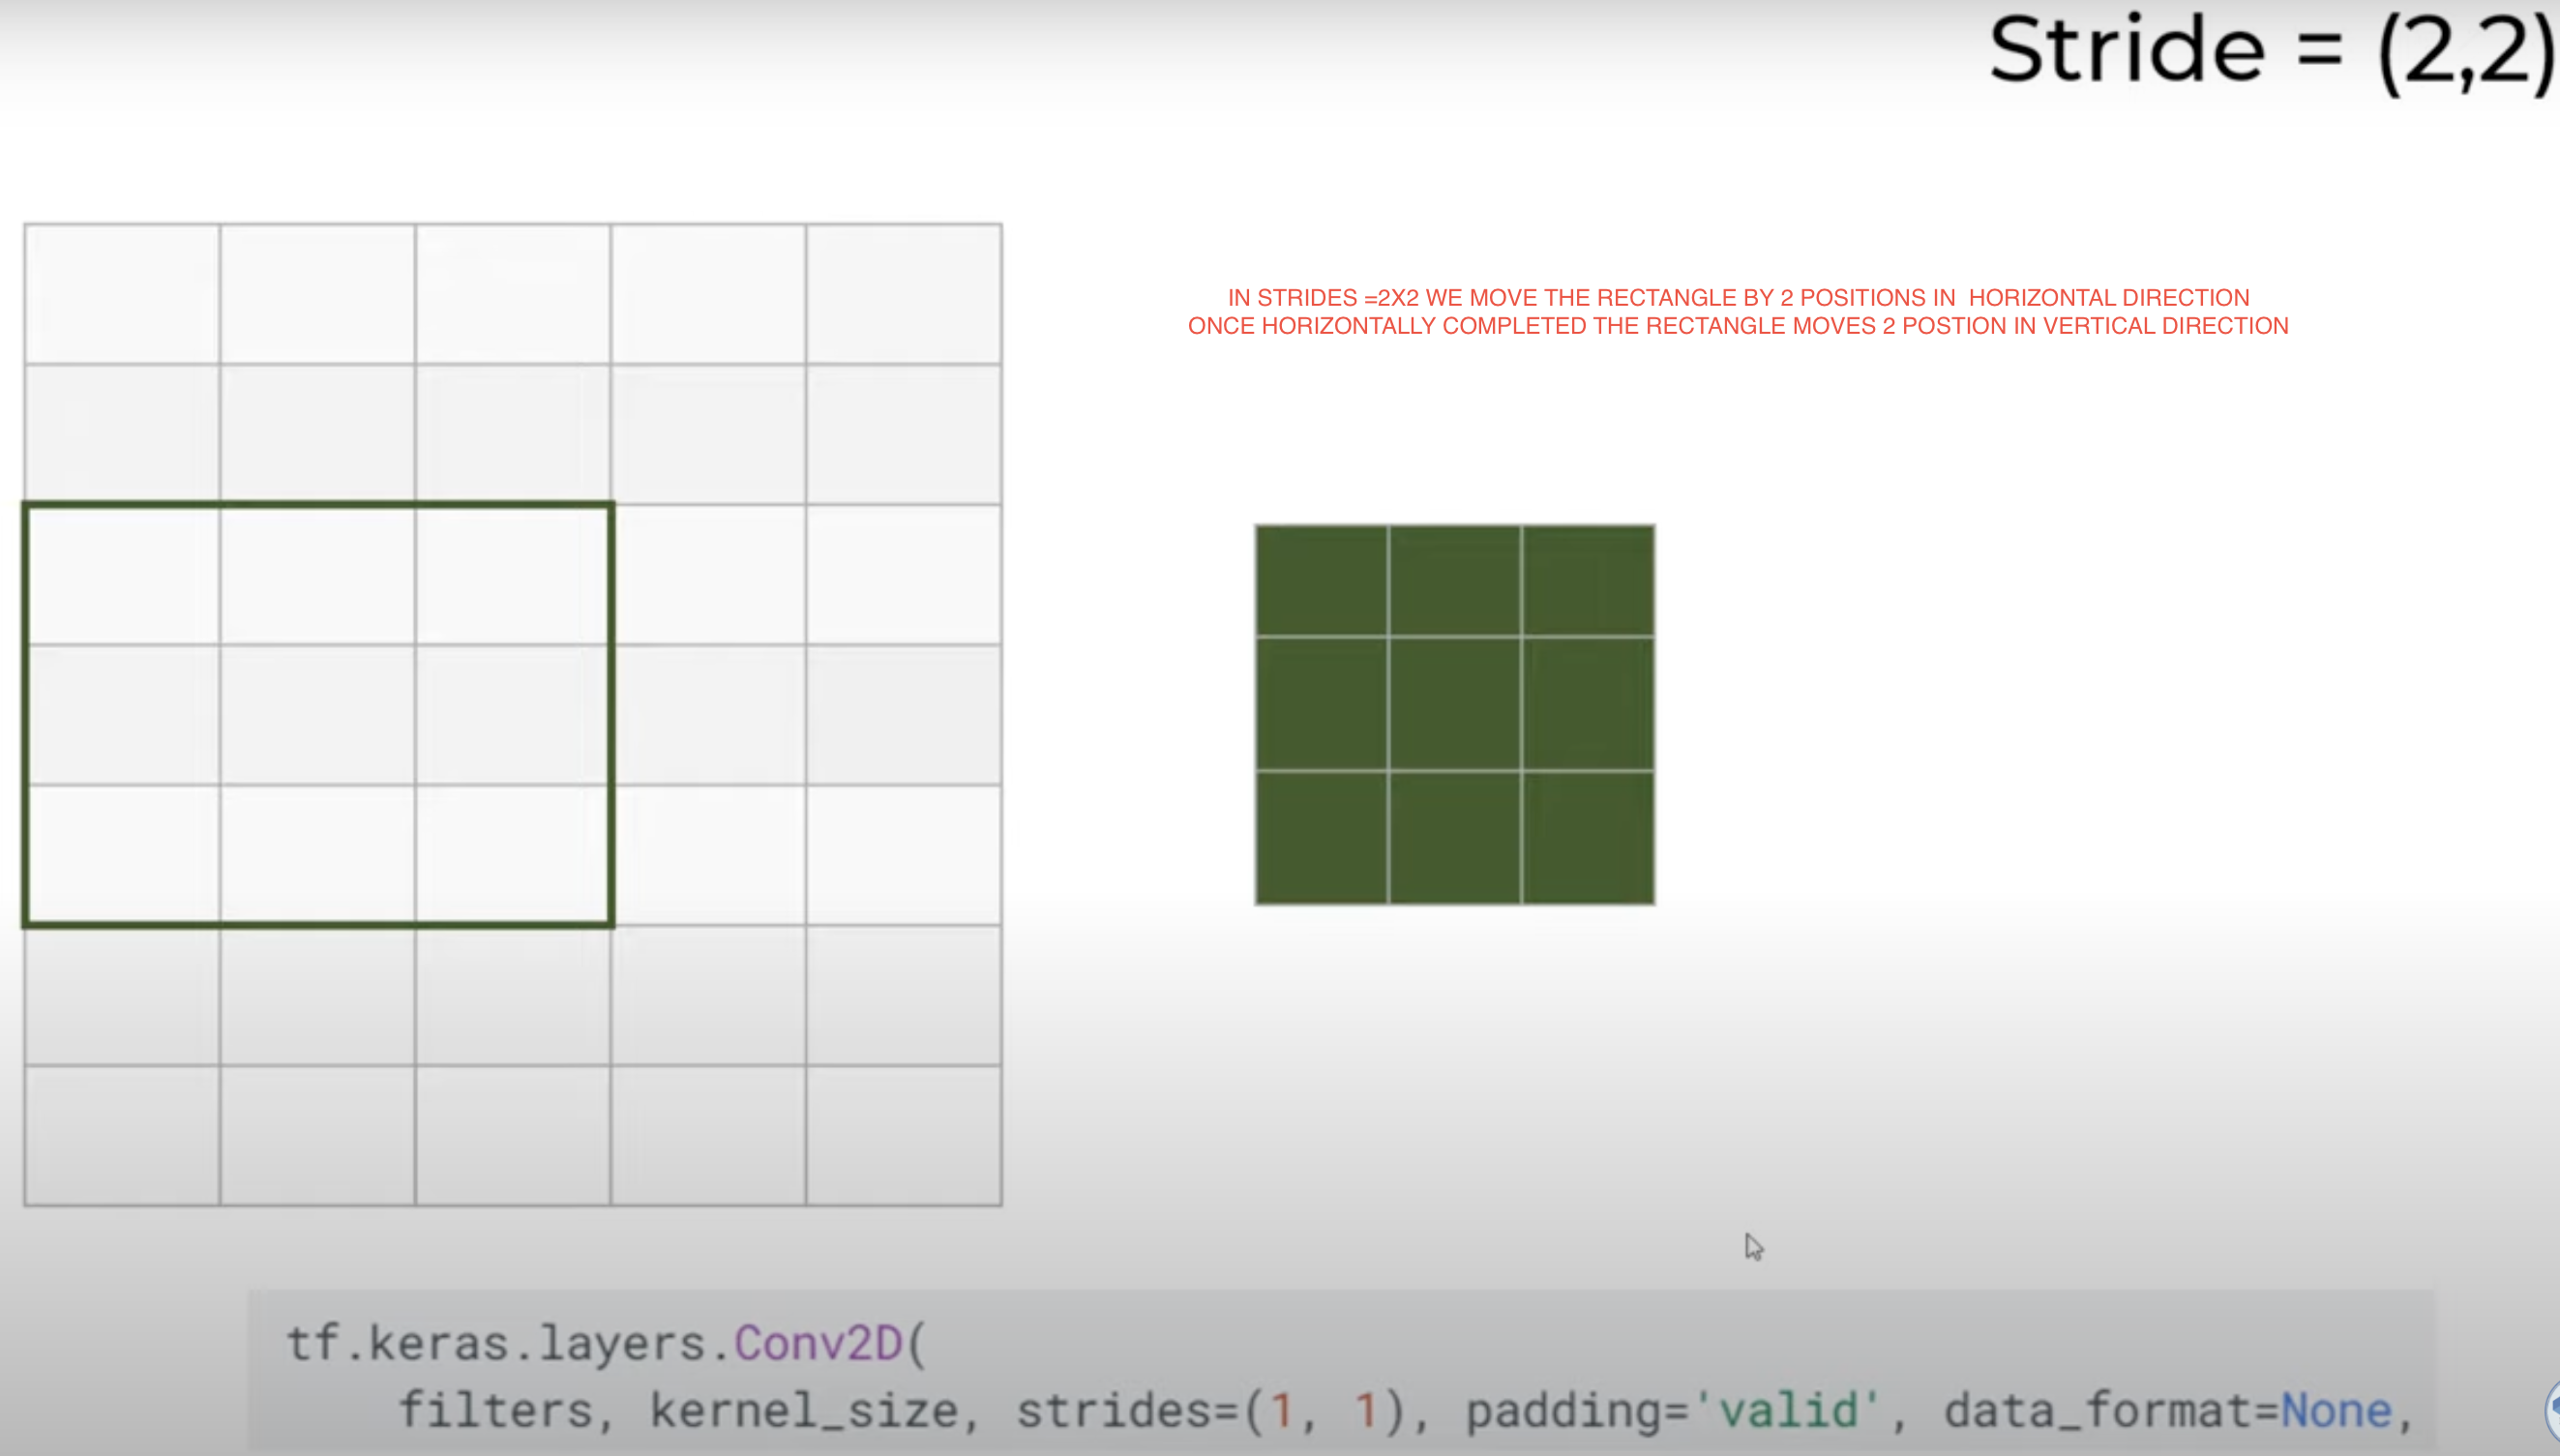 Stride = (2,2)
IN STRIDES =2X2 WE MOVE THE RECTANGLE BY 2 POSITIONS IN  HORIZONTAL DIRECTION
ONCE HORIZONTALLY COMPLETED THE RECTANGLE MOVES 2 POSTION IN VERTICAL DIRECTION
tf.keras.layers.Conv2D(
filters, kernel_size, strides=(1, 1), padding='valid', data_format=None,